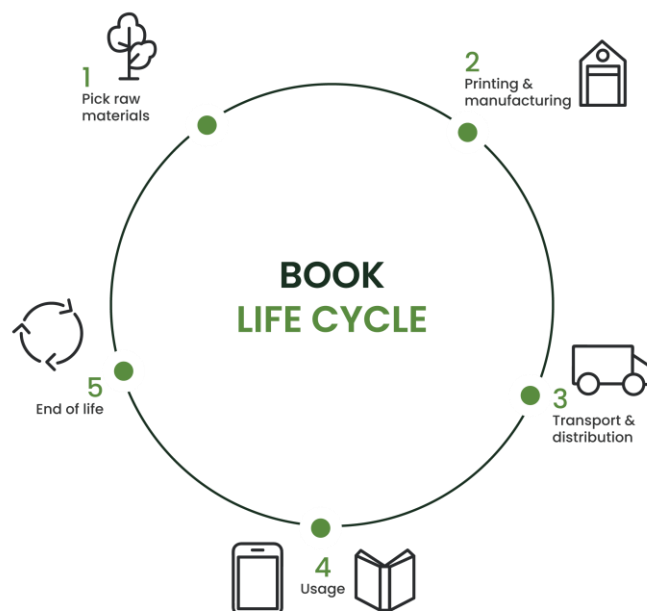 1
Pick raw
materials
2
Printing &
manufacturing
BOOK
LIFE CYCLE
3
Transport &
distribution
4
Usage
5
End of life